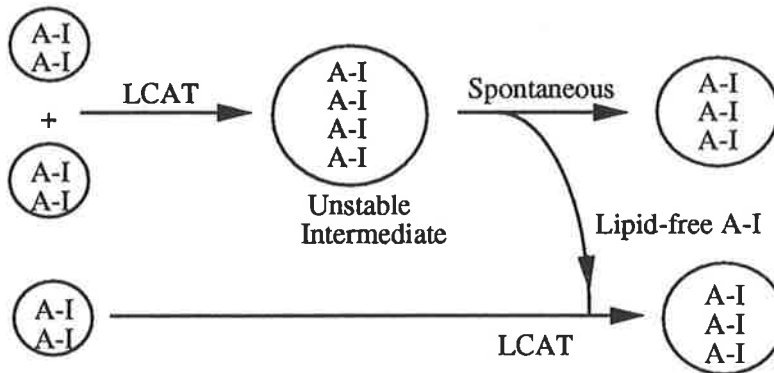 A-I
A-I
+
A-I
A-I
LCAT
A-I
A-I
A-I
A-I
Unstable
Intermediate
Spontaneous
A-I
A-I
A-I
Lipid-free A-I
A-I
A-I
LCAT
A-I
A-I
A-I